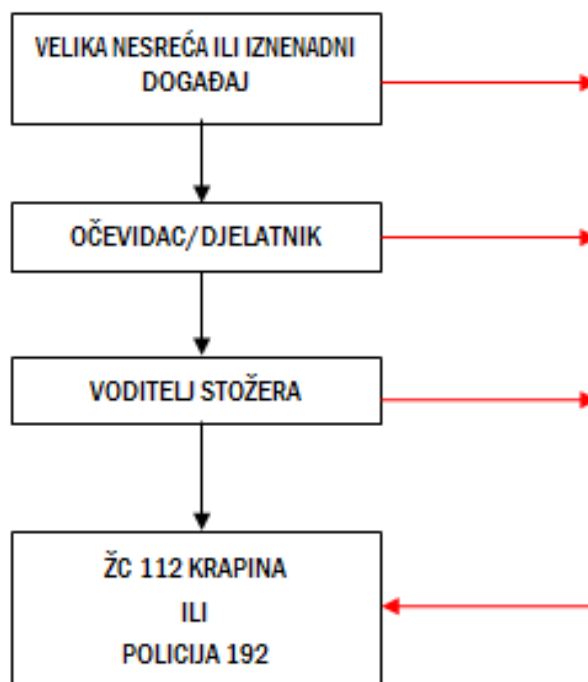 VELIKA NESREĆA ILI IZNENADNI
DOGAĐAJ
OČEVIDAC/DJELATNIK
VODITELJ STOŽERA
ŽC 112 KRAPINA
ILI
POLICIJA 192